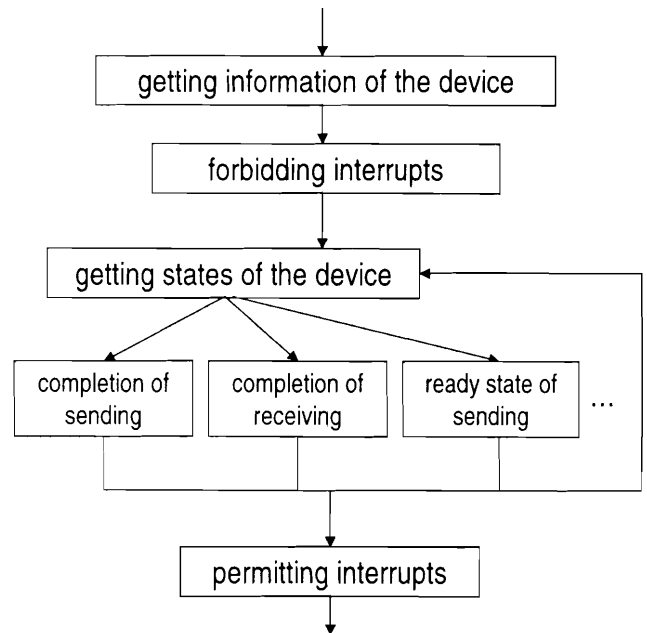 getting information of the device
forbidding interrupts
getting states of the device
completion of
sending
completion of
receiving
ready state of
sending
...
permitting interrupts